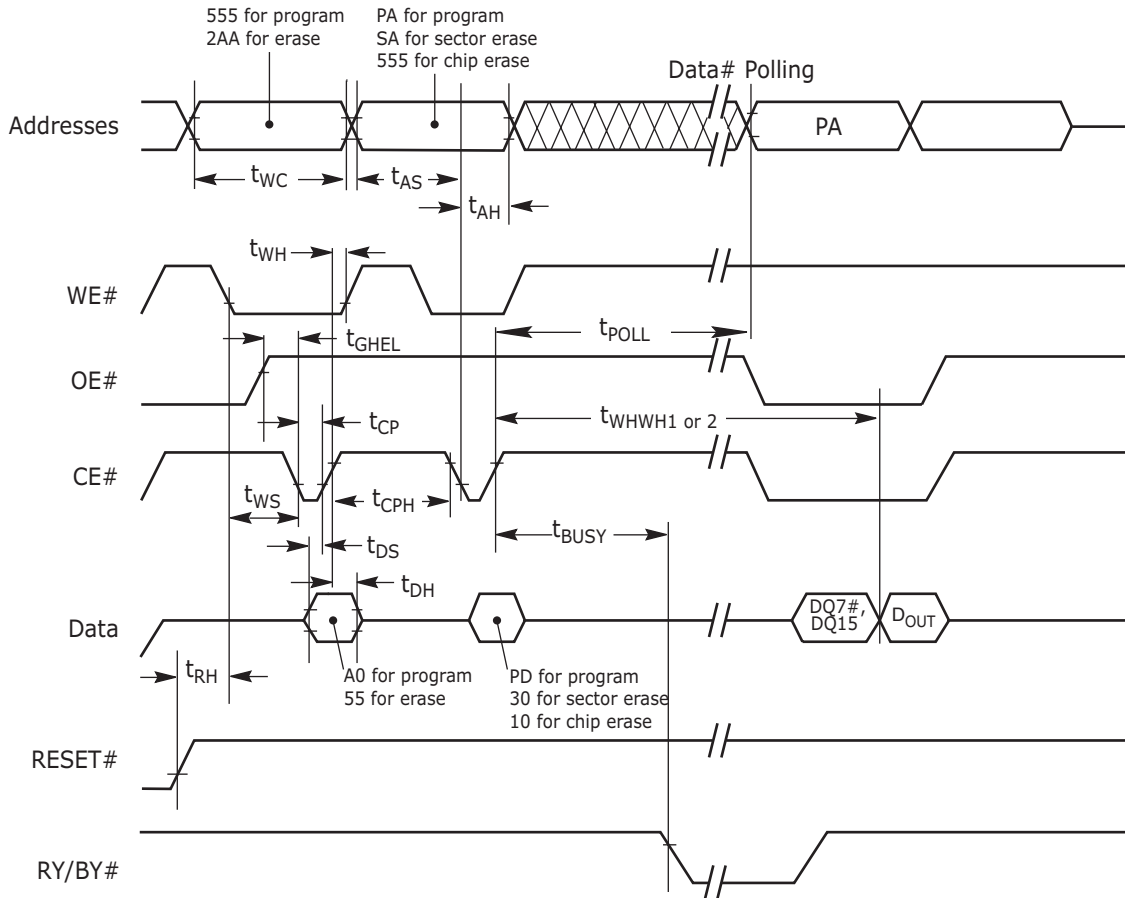 555 for program
2AA for erase
PA for program
SA for sector erase
555 for chip erase
Data# Polling
Addresses
PA
tWC
tAS
tAH
tWH
WE#
tGHEL
tPOLL
OE#
tCP
tWHWH1 or 2
CE#
tWS
tCPH
tBUSY
tDS
tDH
Data
DQ7#,
DQ15
DOUT
A0 for program
55 for erase
PD for program
30 for sector erase
10 for chip erase
tRH
RESET#
RY/BY#